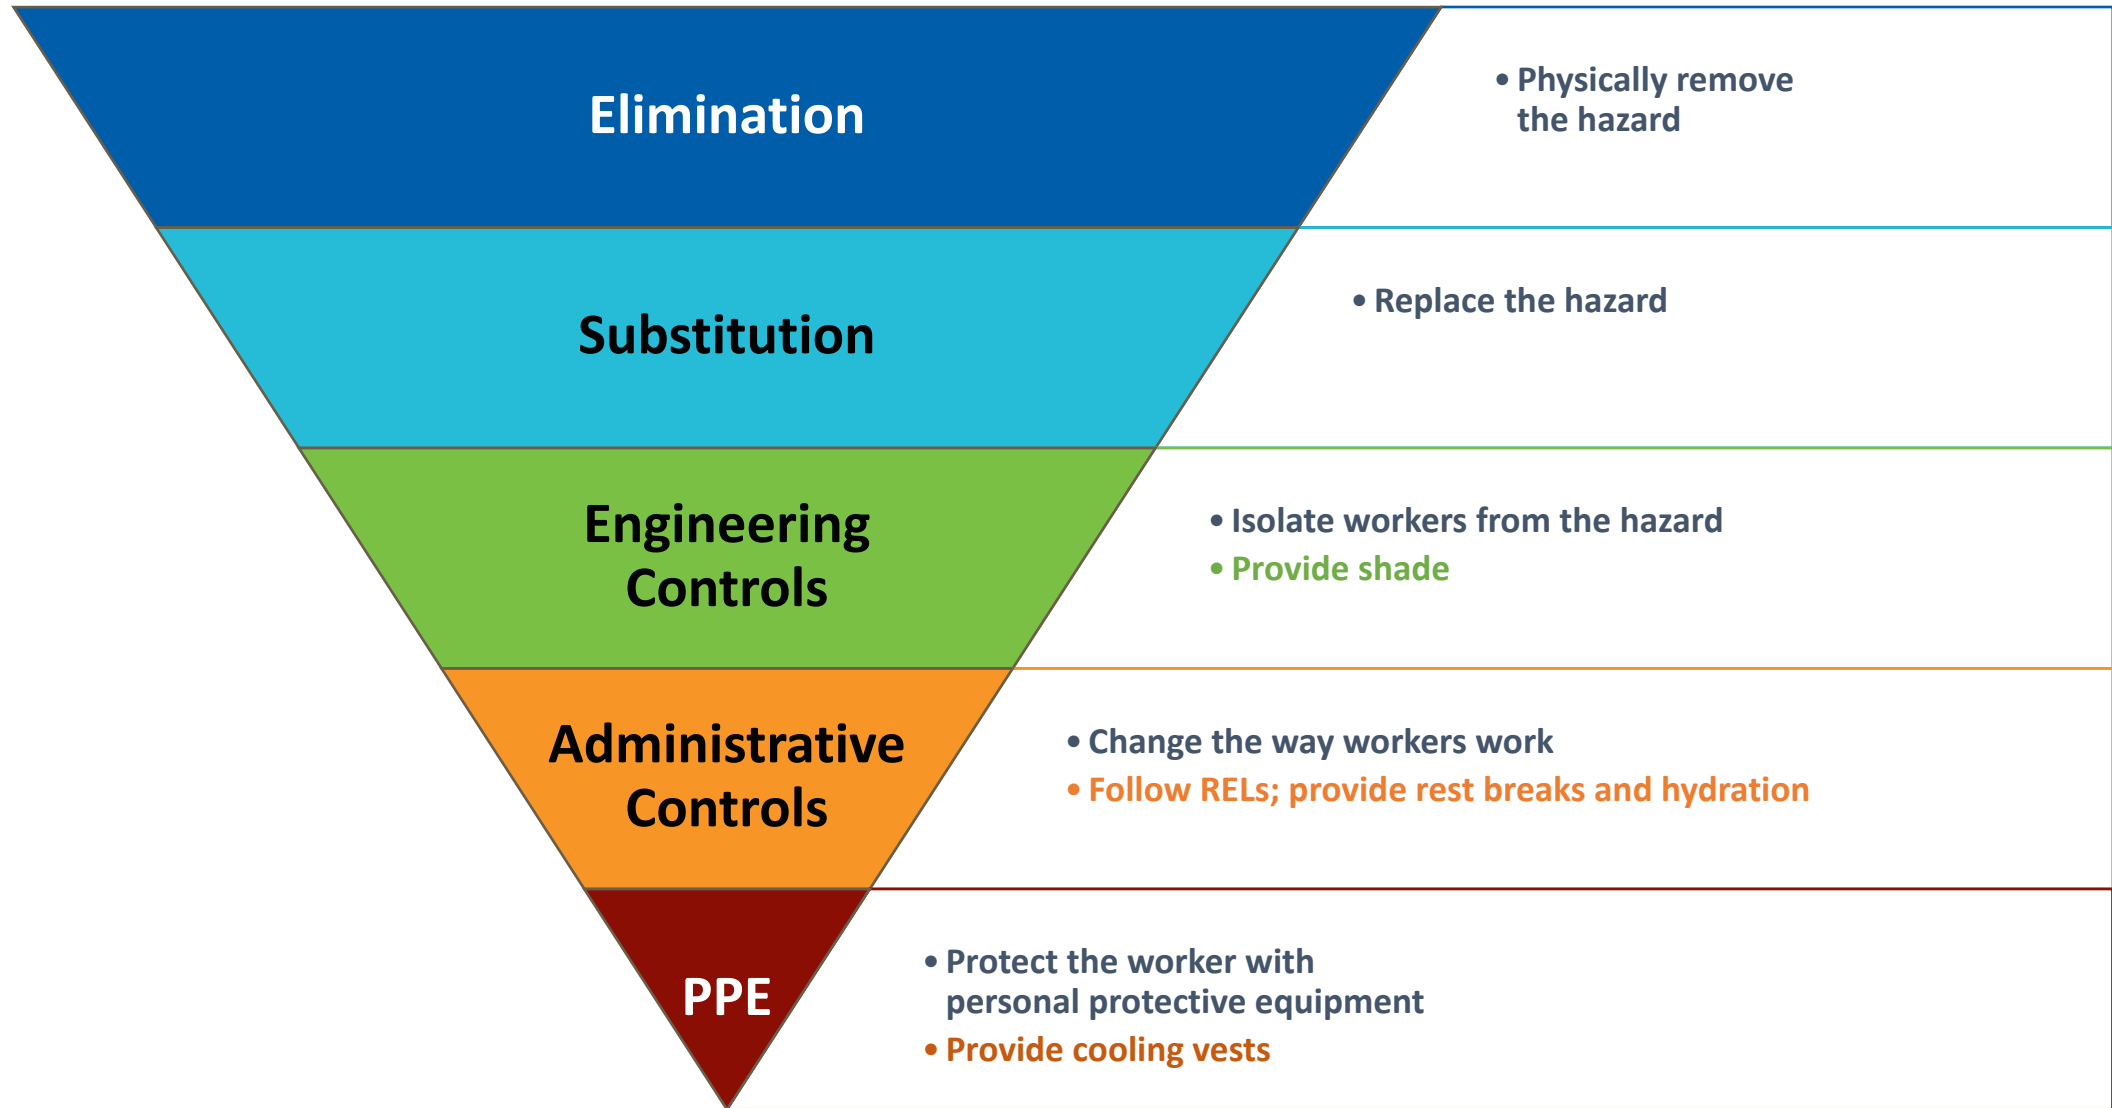 Elimination
• Physically remove
the hazard
Substitution
• Replace the hazard
Engineering
Controls
• Isolate workers from the hazard
• Provide shade
Administrative
Controls
• Change the way workers work
• Follow RELs; provide rest breaks and hydration
PPE
• Protect the worker with
personal protective equipment
• Provide cooling vests